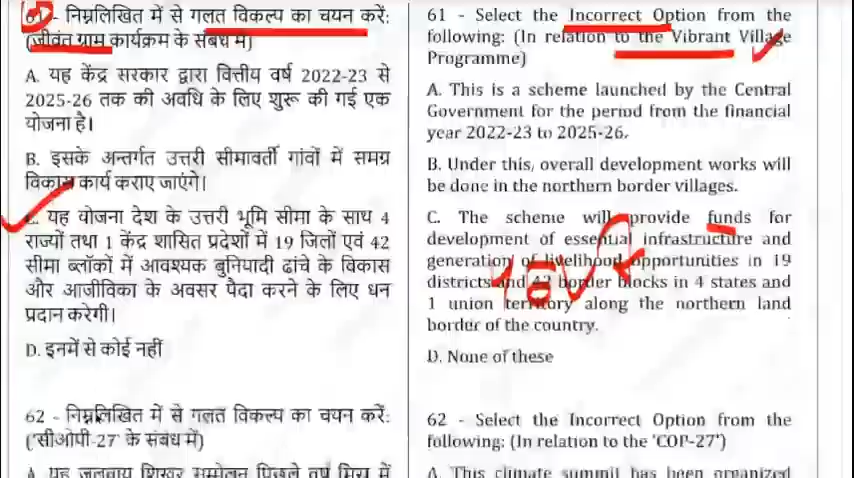 61 - निम्नलिखित में से गलत विकल्प का चयन करें:
(जीवंत ग्राम कार्यक्रम के संबंध में)
A. यह केंद्र सरकार द्वारा वित्तीय वर्ष 2022-23 से
2025-26 तक की अवधि के लिए शुरू की गई एक
योजना है।
B. इसके अन्तर्गत उत्तरी सीमावर्ती गांवों में समग्र
विकास कार्य कराए जाएंगे।
C. यह योजना देश के उत्तरी भूमि सीमा के साथ 4
राज्यों तथा 1 केंद्र शासित प्रदेशों में 19 जिलों एवं 42
सीमा ब्लॉकों में आवश्यक बुनियादी ढांचे के विकास
और आजीविका के अवसर पैदा करने के लिए धन
प्रदान करेगी।
D. इनमें से कोई नहीं
62 - निम्नलिखित में से गलत विकल्प का चयन करें:
('सीओपी-27' के संबंध में)
A. यह जलवायु शिखर सम्मेलन पिछले वर्ष मिस्र में
61 - Select the Incorrect Option from the
following: (In relation to the Vibrant Village
Programme)
A. This is a scheme launched by the Central
Government for the period from the financial
year 2022-23 to 2025-26.
B. Under this, overall development works will
be done in the northern border villages.
C. The scheme will provide funds for
development of essential infrastructure and
generation of livelihood opportunities in 19
districts and 42 border blocks in 4 states and
1 union territory along the northern land
border of the country.
D. None of these
62 - Select the Incorrect Option from the
following: (In relation to the 'COP-27')
A. This climate summit has been organized